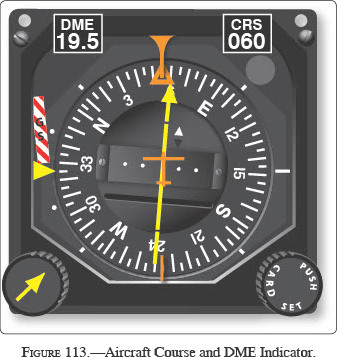 DME
19.5
CRS
060
GS
N
3
E
12
15
S
21
24
W
30
33
PUSH
CARD
SET
FIGURE 113.—Aircraft Course and DME Indicator.